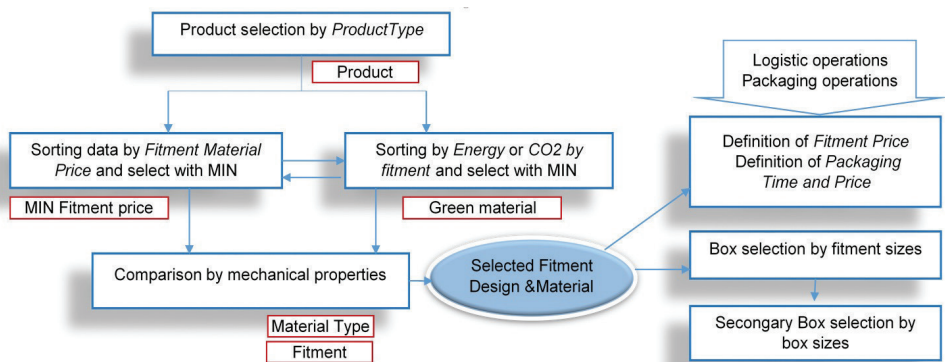 Product selection by ProductType
Product
Sorting data by Fitment Material
Price and select with MIN
MIN Fitment price
Sorting by Energy or CO2 by
fitment and select with MIN
Green material
Comparison by mechanical properties
Material Type
Fitment
Selected Fitment
Design &Material
Logistic operations
Packaging operations
Definition of Fitment Price
Definition of Packaging
Time and Price
Box selection by fitment sizes
Secongary Box selection by
box sizes